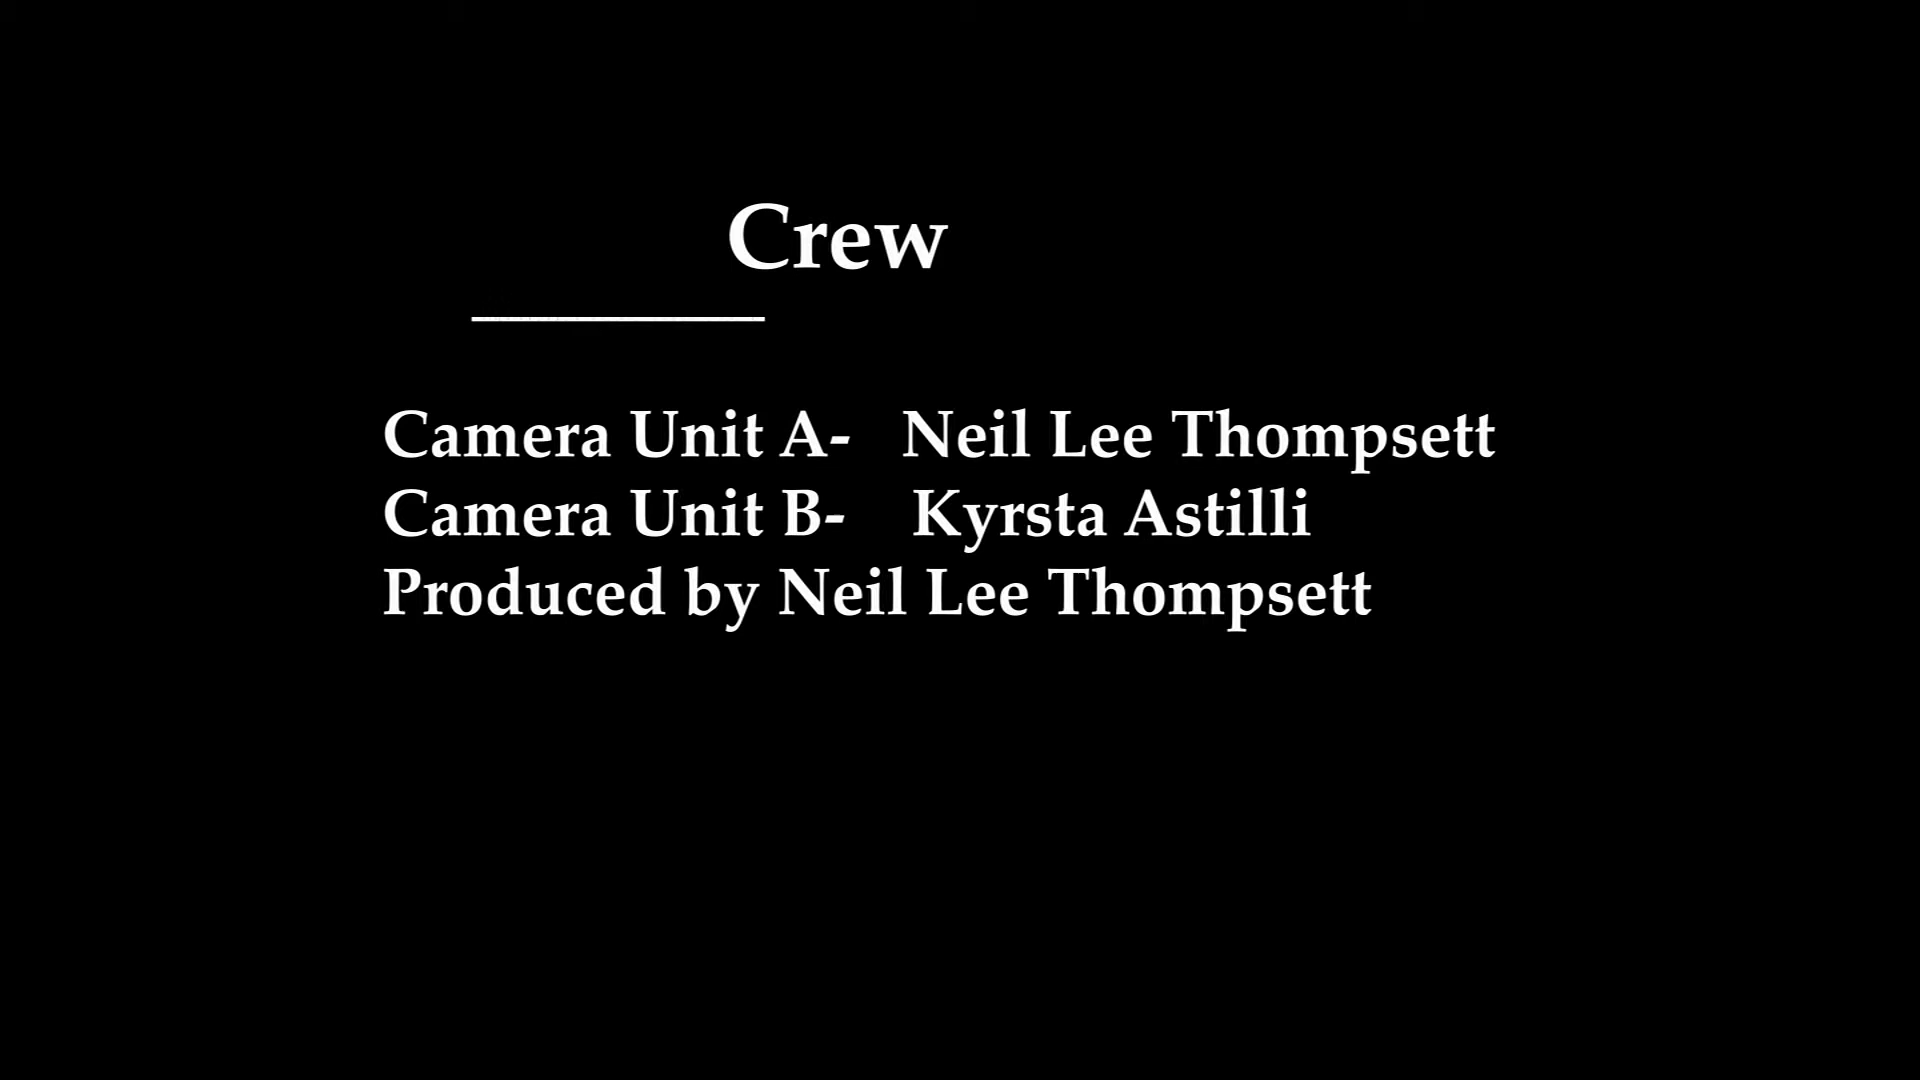 Crew
Camera Unit A- Neil Lee Thompsett
Camera Unit B- Kyrsta Astilli
Produced by Neil Lee Thompsett